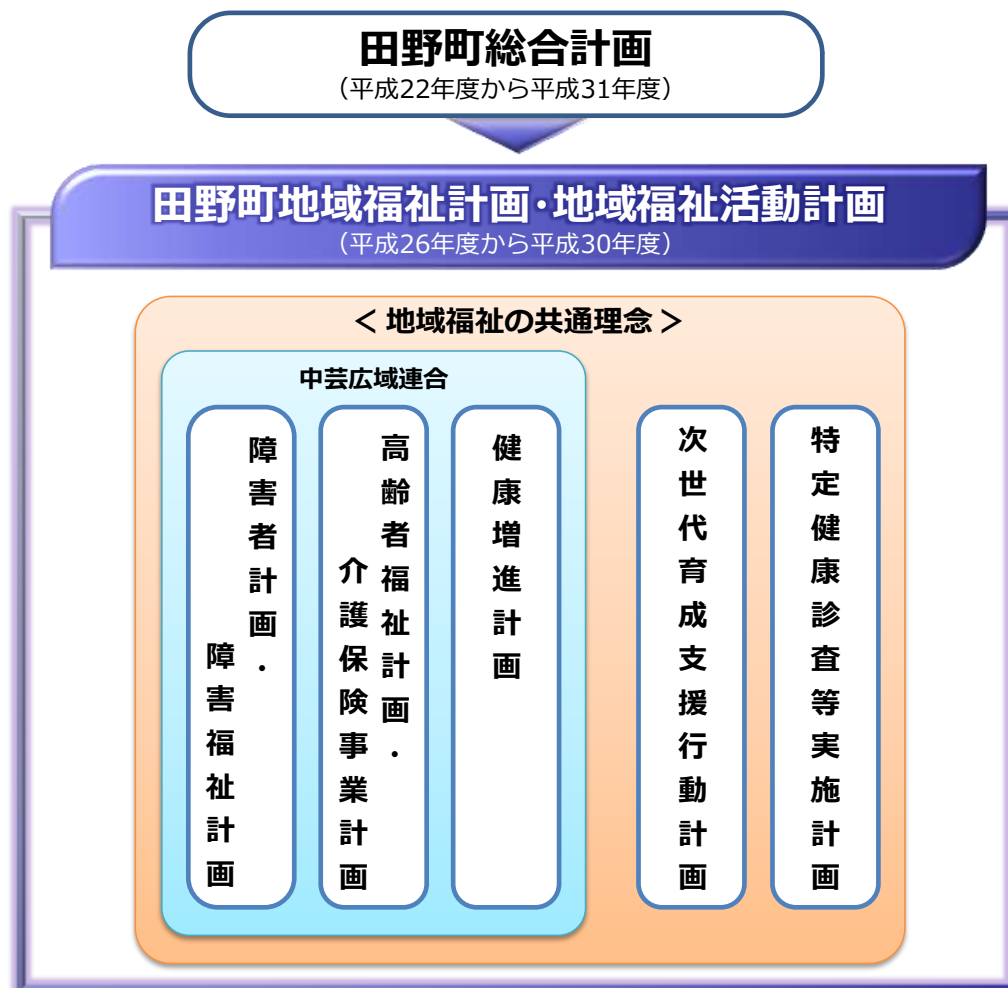 田野町総合計画
（平成22年度から平成31年度）
田野町地域福祉計画・地域福祉活動計画
（平成26年度から平成30年度）
＜地域福祉の共通理念＞
中芸広域連合
障害者計画・
障害福祉計画
高齢者福祉計画・
介護保険事業計画
健康増進計画
次世代育成支援行動計画
特定健康診査等実施計画